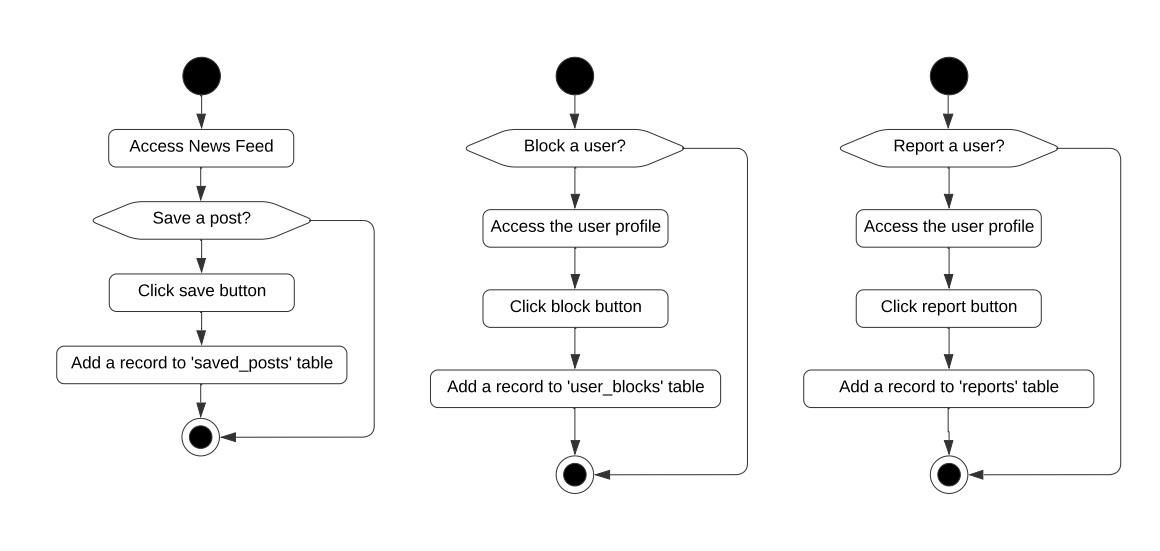 Access News Feed
Save a post?
Click save button
Add a record to 'saved_posts' table
Block a user?
Access the user profile
Click block button
Add a record to 'user_blocks' table
Report a user?
Access the user profile
Click report button
Add a record to 'reports' table